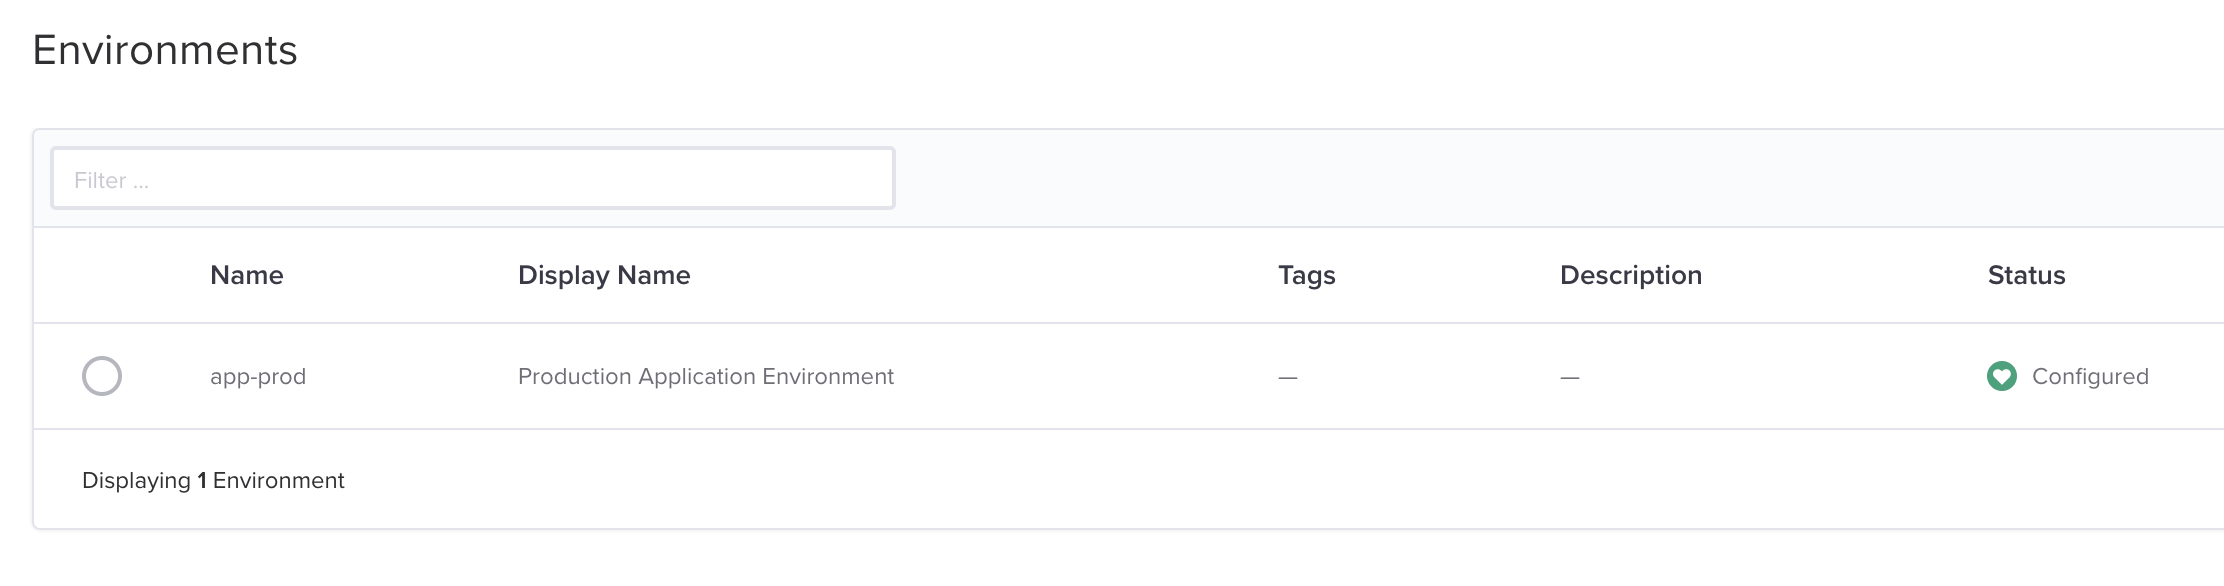 Environments
Filter ...
Name Display Name Tags Description Status
app-prod Production Application Environment — — Configured
Displaying 1 Environment